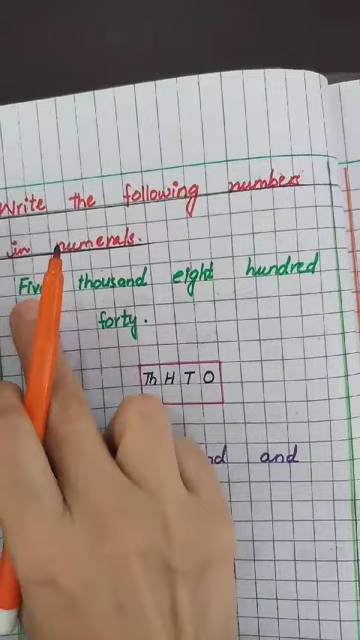 Write the following numbers
in numerals.
thousand eight hundred
forty.
Th H T O
and